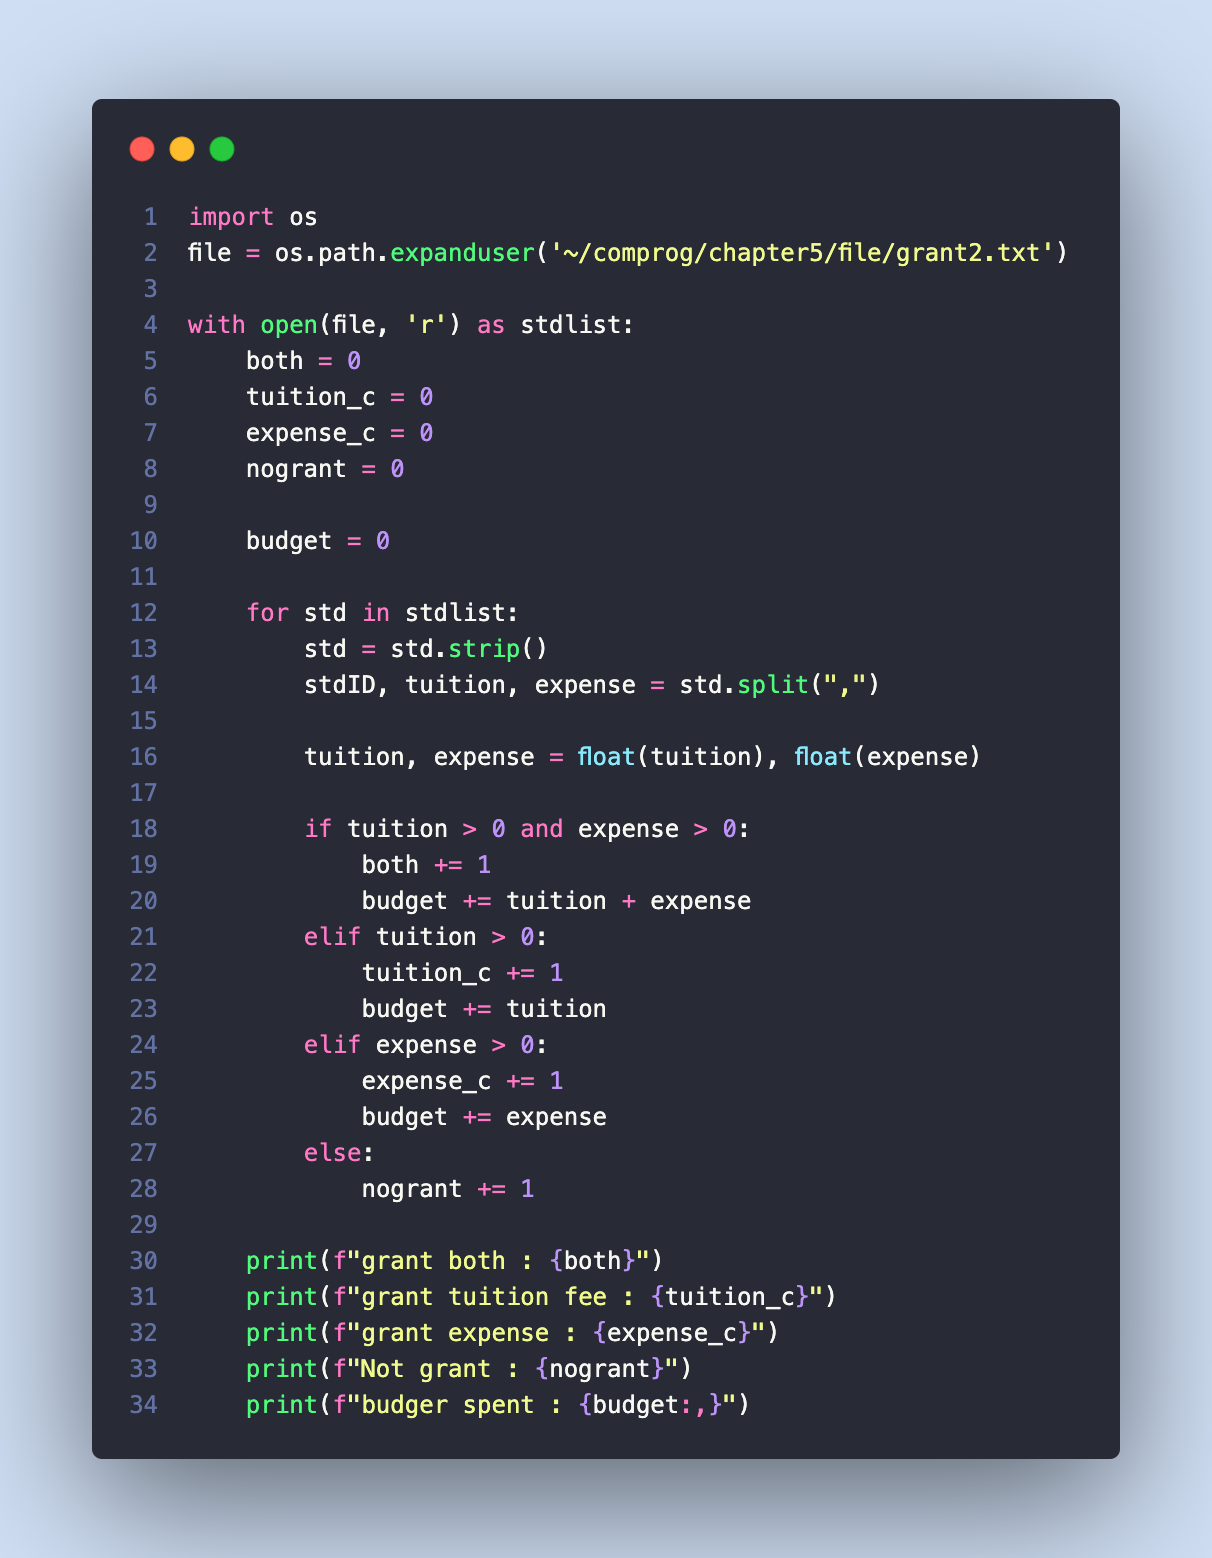 1 import os
2 file = os.path.expanduser('~/comprog/chapter5/file/grant2.txt')
3
4 with open(file, 'r') as stdlist:
5     both = 0
6     tuition_c = 0
7     expense_c = 0
8     nogrant = 0
9
10     budget = 0
11
12     for std in stdlist:
13         std = std.strip()
14         stdID, tuition, expense = std.split(",")
15
16         tuition, expense = float(tuition), float(expense)
17
18         if tuition > 0 and expense > 0:
19             both += 1
20             budget += tuition + expense
21         elif tuition > 0:
22             tuition_c += 1
23             budget += tuition
24         elif expense > 0:
25             expense_c += 1
26             budget += expense
27         else:
28             nogrant += 1
29
30     print(f"grant both : {both}")
31     print(f"grant tuition fee : {tuition_c}")
32     print(f"grant expense : {expense_c}")
33     print(f"Not grant : {nogrant}")
34     print(f"budger spent : {budget:,}")